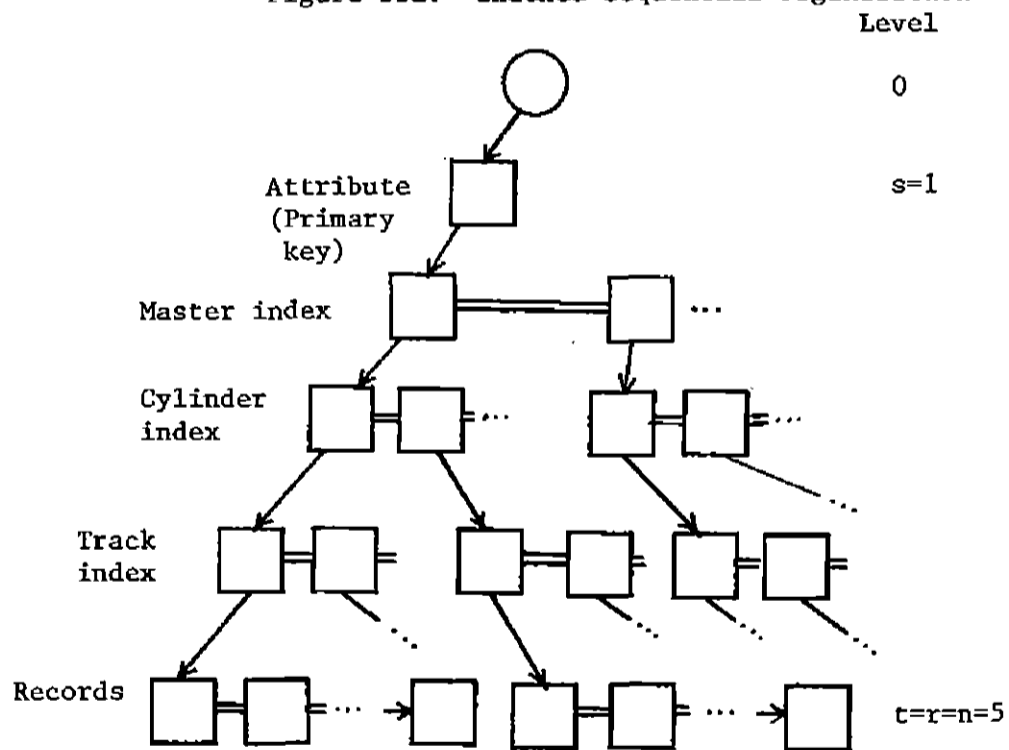 Level
0
Attribute
(Primary
key)
s=1
Master index
...
Cylinder
index
...
...
...
Track
index
...
...
...
...
Records
...
...
t=r=n=5